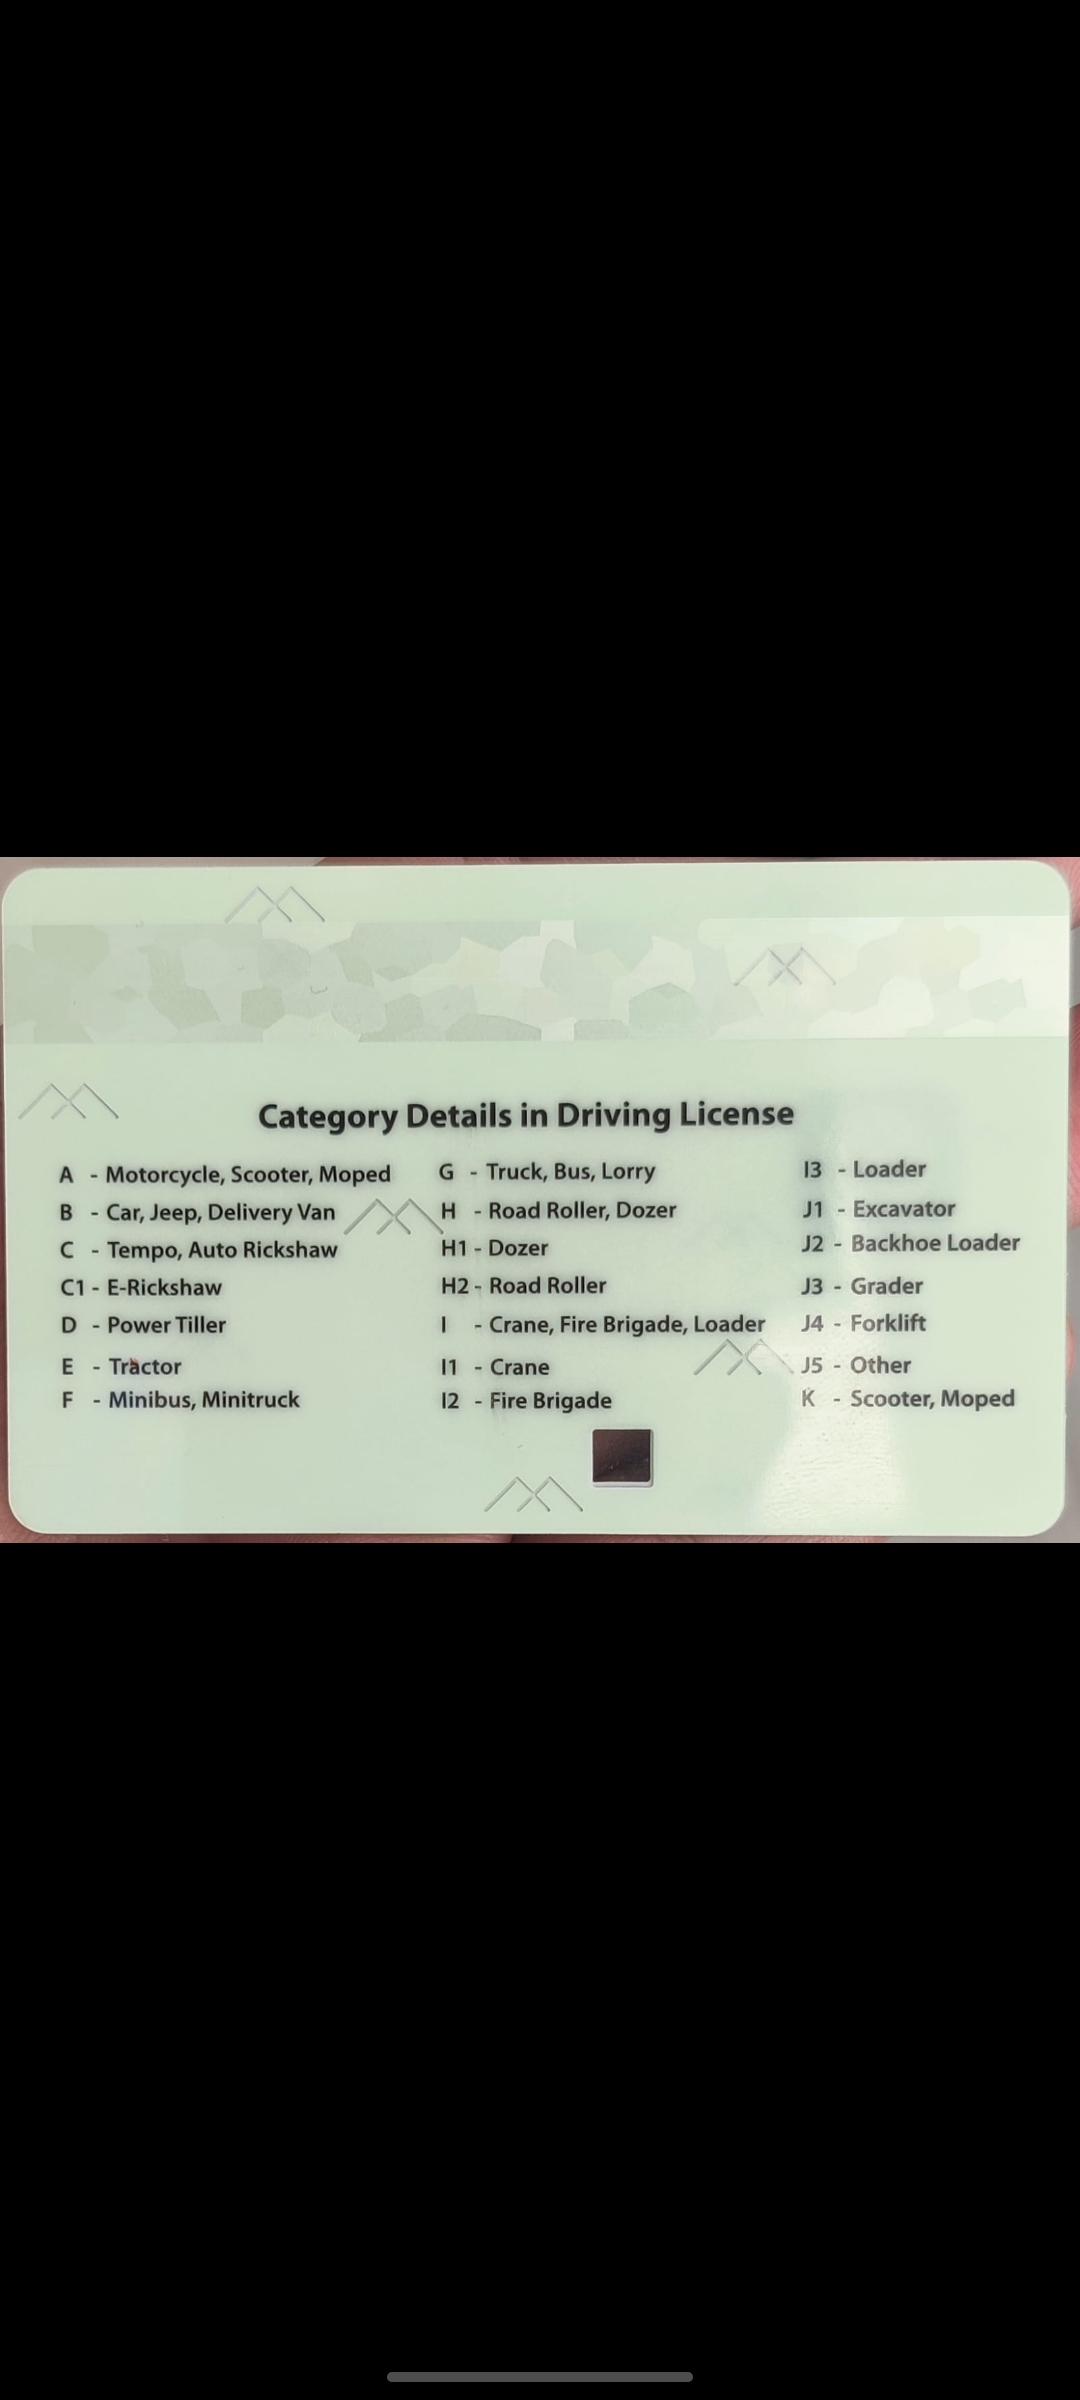 Category Details in Driving License
A - Motorcycle, Scooter, Moped
B - Car, Jeep, Delivery Van
C - Tempo, Auto Rickshaw
C1 - E-Rickshaw
D - Power Tiller
E - Tractor
F - Minibus, Minitruck
G - Truck, Bus, Lorry
H - Road Roller, Dozer
H1 - Dozer
H2 - Road Roller
I - Crane, Fire Brigade, Loader
I1 - Crane
I2 - Fire Brigade
I3 - Loader
J1 - Excavator
J2 - Backhoe Loader
J3 - Grader
J4 - Forklift
J5 - Other
K - Scooter, Moped